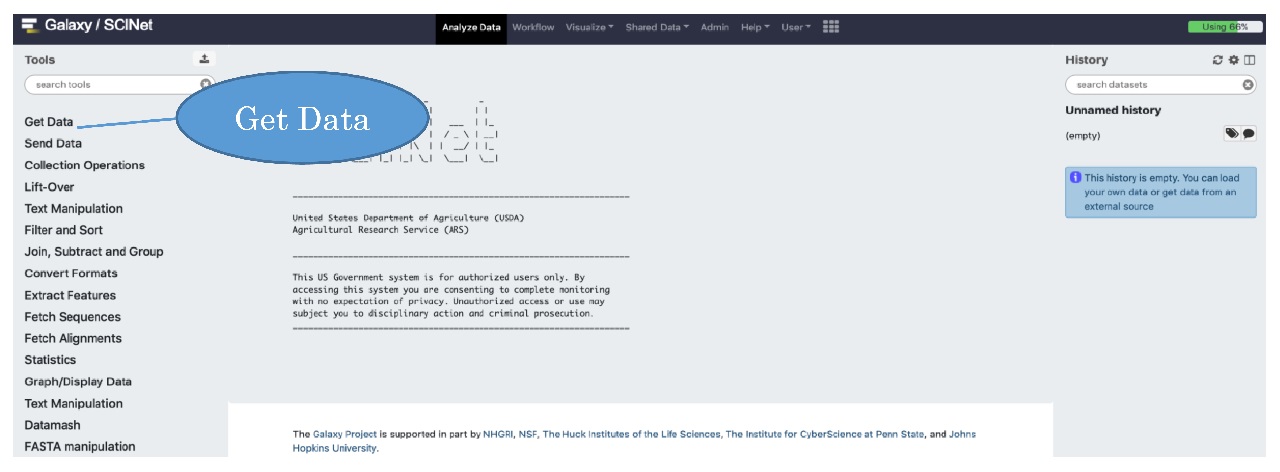 Galaxy / SCINet
Analyze Data Workflow Visualize Shared Data Admin Help User
Using 66%
Tools
search tools
Get Data
Send Data
Collection Operations
Lift-Over
Text Manipulation
Filter and Sort
Join, Subtract and Group
Convert Formats
Extract Features
Fetch Sequences
Fetch Alignments
Statistics
Graph/Display Data
Text Manipulation
Datamash
FASTA manipulation
Get Data
United States Department of Agriculture (USDA)
Agricultural Research Service (ARS)
This US Government system is for authorized users only. By
accessing this system you are consenting to complete monitoring
with no expectation of privacy. Unauthorized access or use may
subject you to disciplinary action and criminal prosecution.
The Galaxy Project is supported in part by NHGRI, NSF, The Huck Institutes of the Life Sciences, The Institute for CyberScience at Penn State, and Johns
Hopkins University.
History
search datasets
Unnamed history
(empty)
This history is empty. You can load
your own data or get data from an
external source